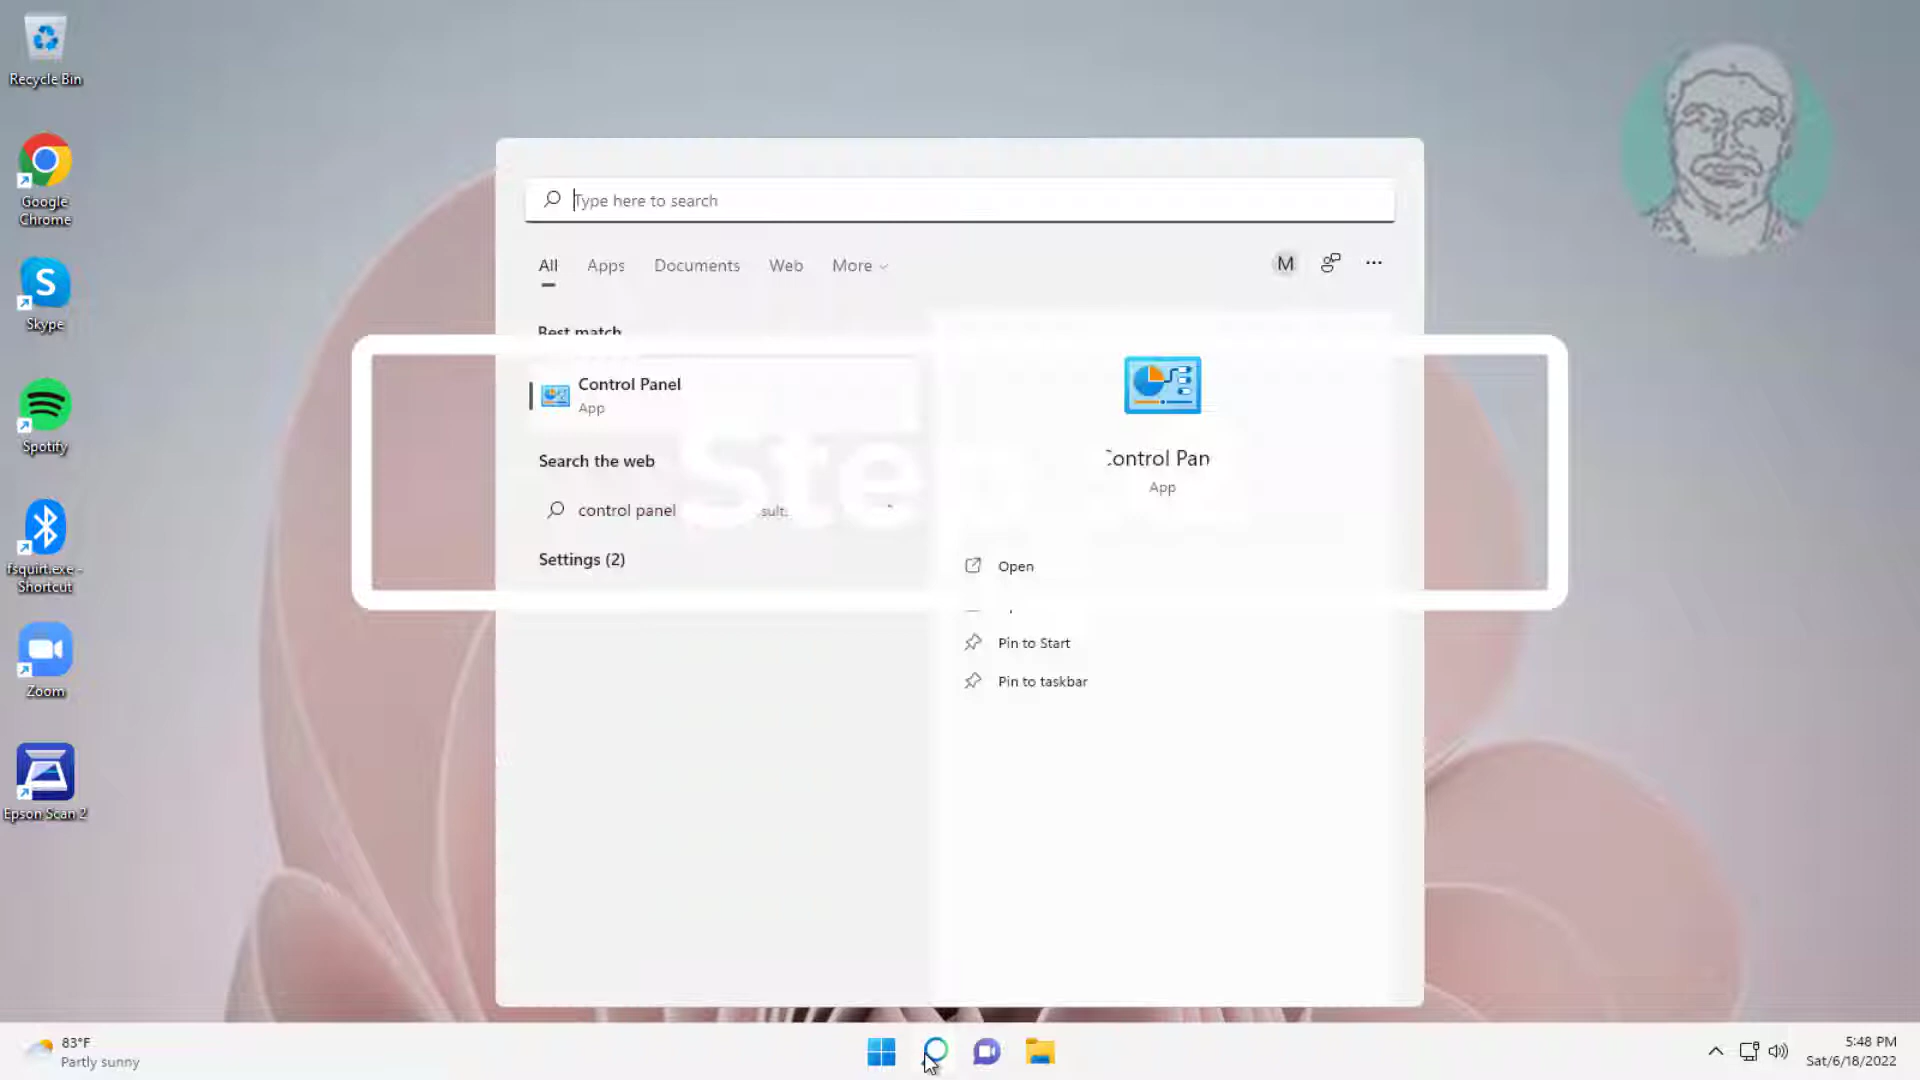 Recycle Bin
Google
Chrome
Skype
Spotify
fsquirt.exe -
Shortcut
Zoom
Epson Scan 2
Type here to search
All
Apps
Documents
Web
More
M
Best match
Control Panel
App
Search the web
control panel
Settings (2)
Step
Control Pan
App
Open
Pin to Start
Pin to taskbar
83°F
Partly sunny
5:48 PM
Sat/6/18/2022